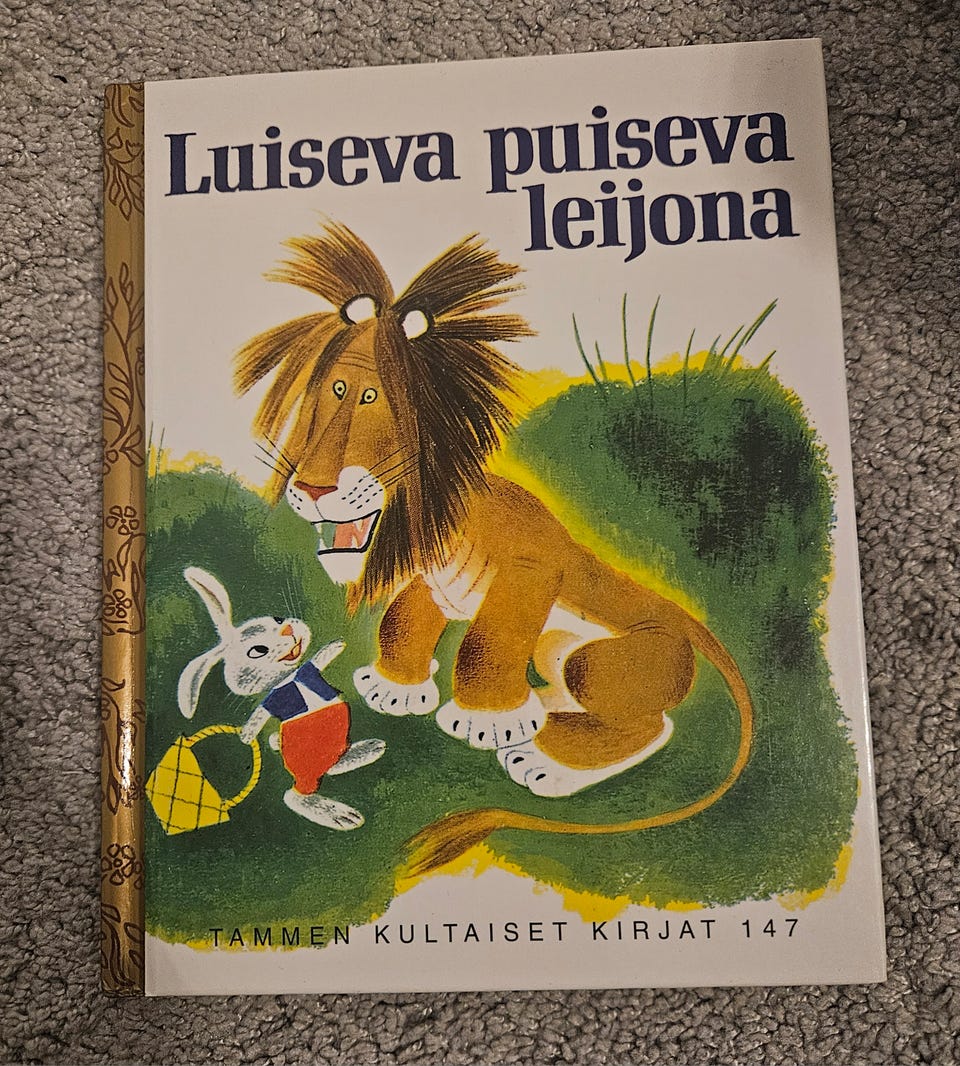 Luiseva puiseva
leijona
TAMMEN KULTAISET KIRJAT 147